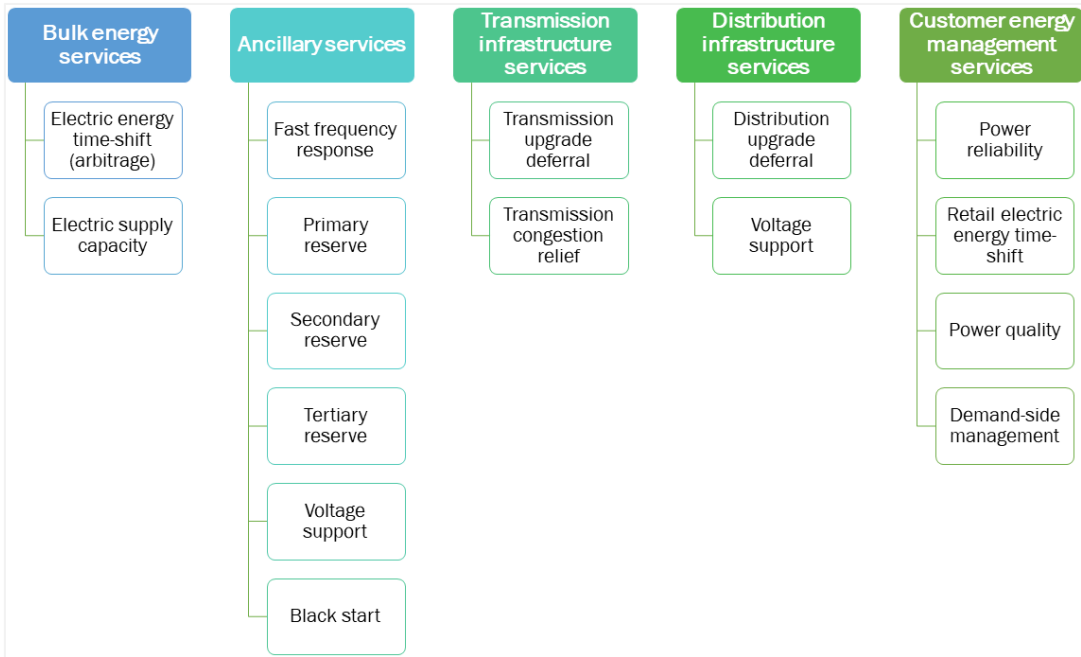 Bulk energy
services
Electric energy
time-shift
(arbitrage)
Electric supply
capacity
Ancillary services
Fast frequency
response
Primary
reserve
Secondary
reserve
Tertiary
reserve
Voltage
support
Black start
Transmission
infrastructure
services
Transmission
upgrade
deferral
Transmission
congestion
relief
Distribution
infrastructure
services
Distribution
upgrade
deferral
Voltage
support
Customer energy
management
services
Power
reliability
Retail electric
energy time-
shift
Power quality
Demand-side
management